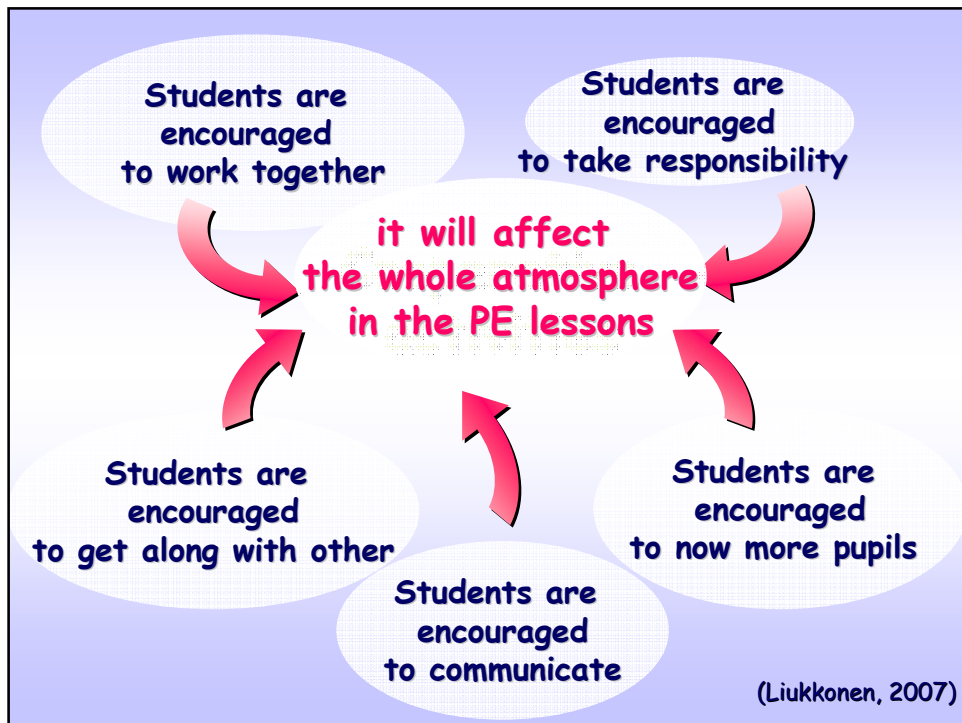 Students are
encouraged
to work together
Students are
encouraged
to take responsibility
it will affect
the whole atmosphere
in the PE lessons
Students are
encouraged
to get along with other
Students are
encouraged
to now more pupils
Students are
encouraged
to communicate
(Liukkonen, 2007)